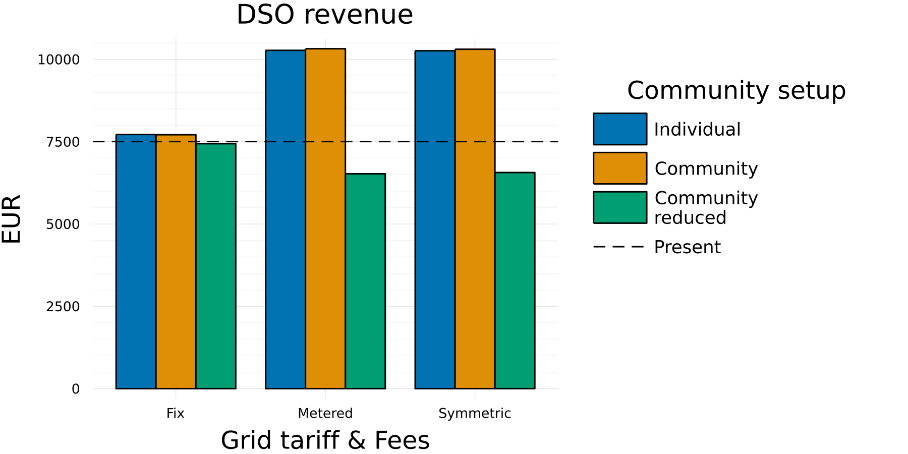 DSO revenue
EUR
10000
7500
5000
2500
0
Fix
Metered
Symmetric
Grid tariff & Fees
Community setup
Individual
Community
Community
reduced
Present